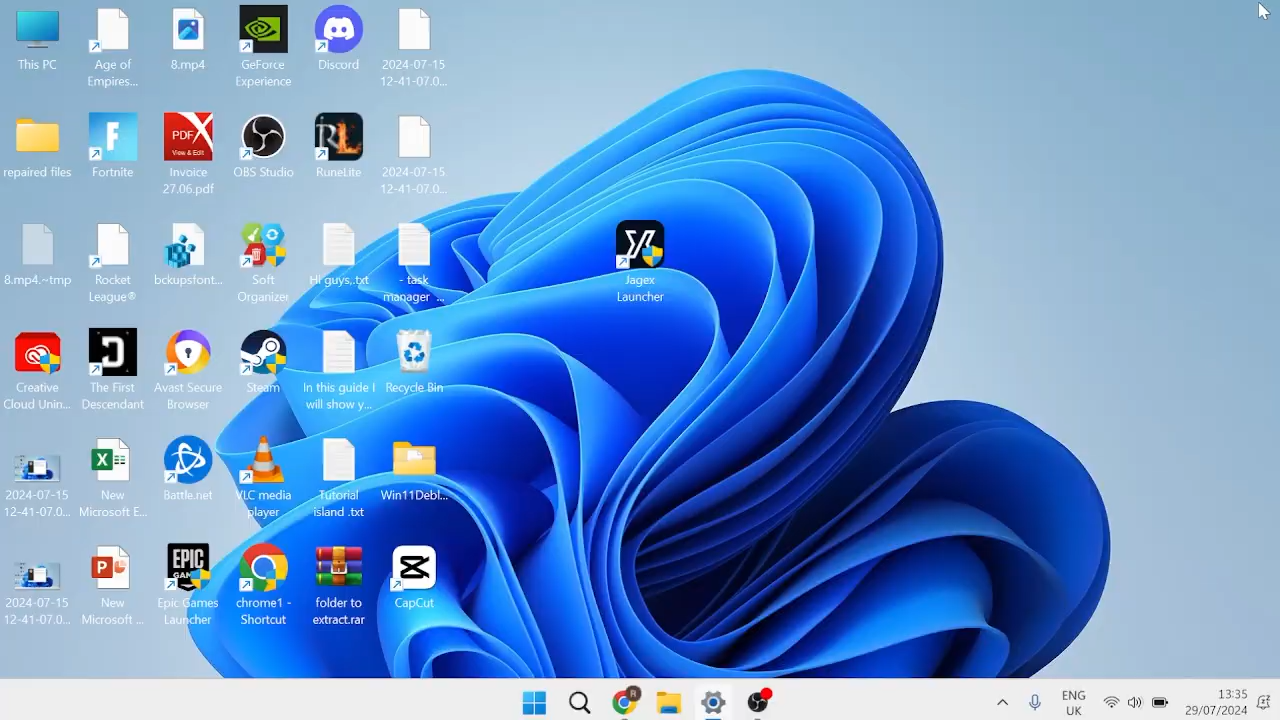 This PC
Age of
Empires...
8.mp4
GeForce
Experience
Discord
2024-07-15
12-41-07.0...
repaired files
Fortnite
PDF
View & Edit
Invoice
27.06.pdf
OBS Studio
RuneLite
2024-07-15
12-41-07.0...
8.mp4.~tmp
Rocket
League®
bckupsfont...
Soft
Organizer
HI guys,.txt
- task
manager ...
Jagex
Launcher
Creative
Cloud Unin...
The First
Descendant
Avast Secure
Browser
Steam
In this guide I
will show y...
Recycle Bin
2024-07-15
12-41-07.0...
New
Microsoft E...
Battle.net
VLC media
player
Tutorial
island .txt
Win11Debl...
2024-07-15
12-41-07.0...
New
Microsoft ...
EPIC
GAMES
Epic Games
Launcher
chrome1 -
Shortcut
folder to
extract.rar
CapCut
ENG
UK
13:35
29/07/2024